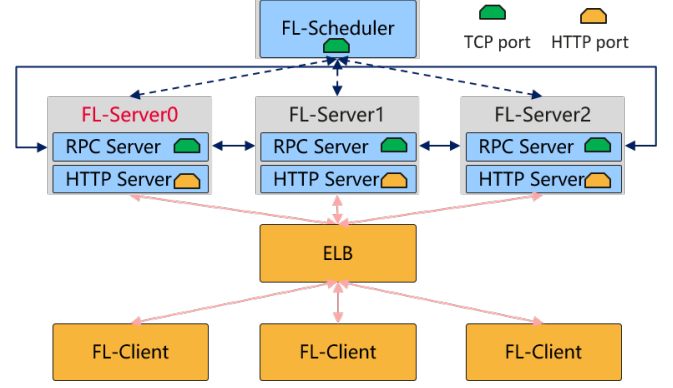 FL-Scheduler
TCP port
HTTP port
FL-Server0
FL-Server1
FL-Server2
RPC Server
RPC Server
RPC Server
HTTP Server
HTTP Server
HTTP Server
ELB
FL-Client
FL-Client
FL-Client